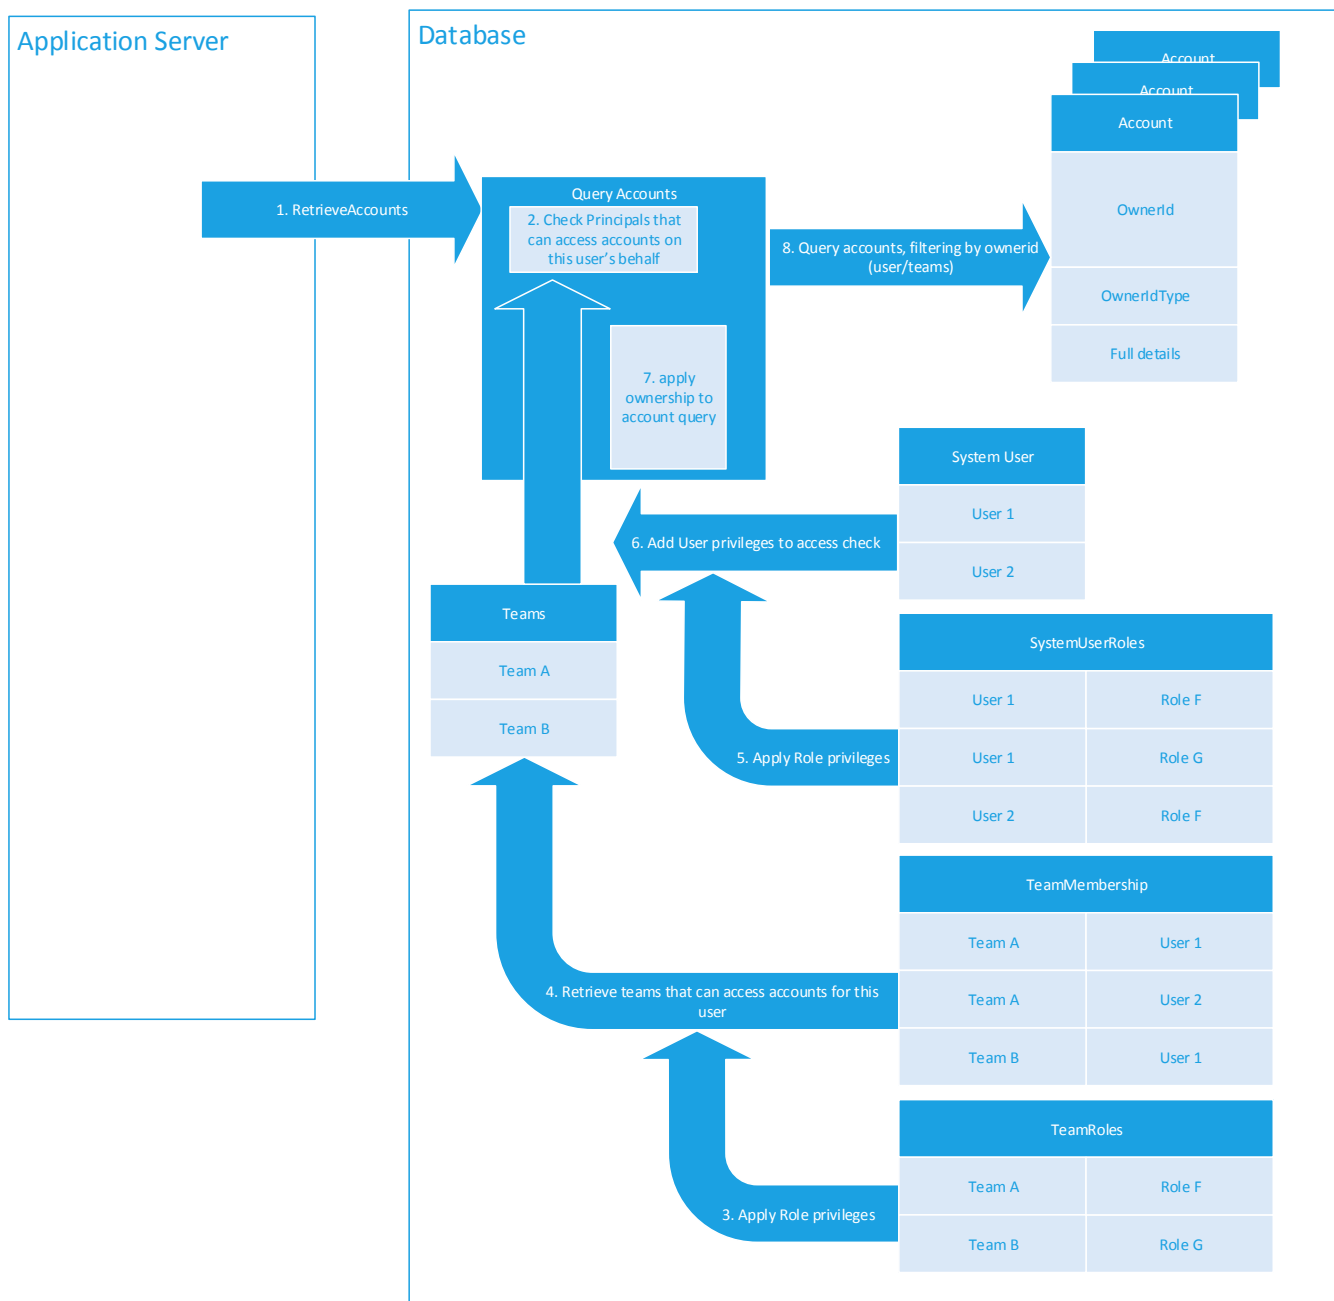 Application Server
Database
Account
Account
Account
OwnerId
OwnerIdType
Full details
1. RetrieveAccounts
Query Accounts
2. Check Principals that
can access accounts on
this user's behalf
7. apply
ownership to
account query
8. Query accounts, filtering by ownerid
(user/teams)
System User
User 1
User 2
6. Add User privileges to access check
Teams
Team A
Team B
SystemUserRoles
User 1 Role F
User 1 Role G
User 2 Role F
5. Apply Role privileges
TeamMembership
Team A User 1
Team A User 2
Team B User 1
4. Retrieve teams that can access accounts for this
user
TeamRoles
Team A Role F
Team B Role G
3. Apply Role privileges